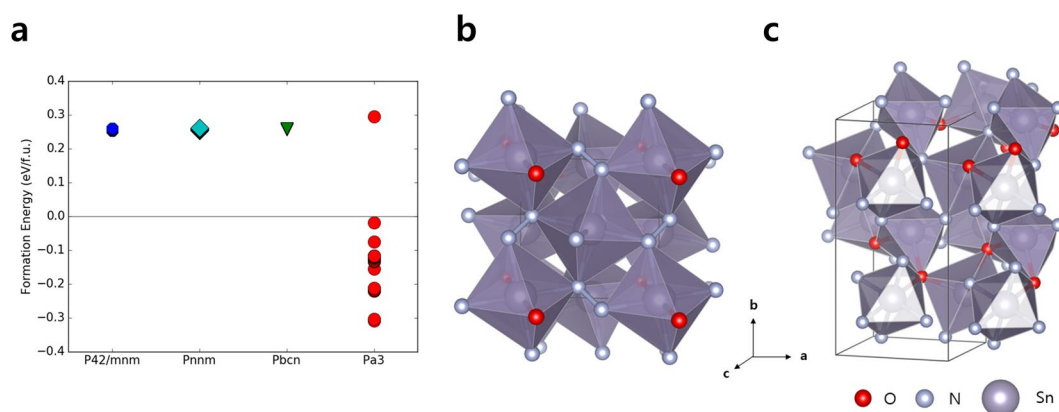 a
b
c
Formation Energy (eV/f.u.)
0.4
0.3
0.2
0.1
0.0
−0.1
−0.2
−0.3
−0.4
P42/mnm
Pnnm
Pbcn
Pa3
b
a
c
O
N
Sn